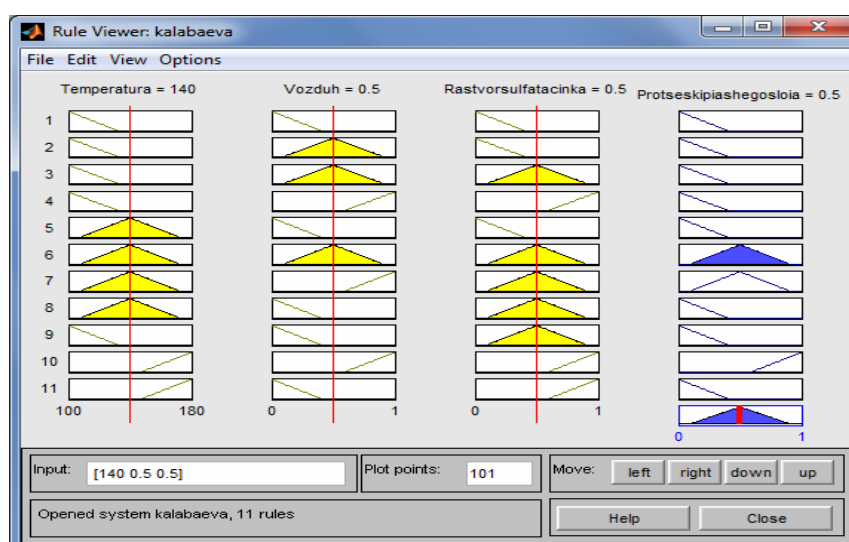 Rule Viewer: kalabaeva
File Edit View Options
Temperatura = 140 Vozduh = 0.5 Rastvorsulfatacinka = 0.5 Protseskipiashegosloia = 0.5
1
2
3
4
5
6
7
8
9
10
11
100 180 0 1 0 1
0 1
Input: [140 0.5 0.5] Plot points: 101 Move: left right down up
Opened system kalabaeva, 11 rules Help Close